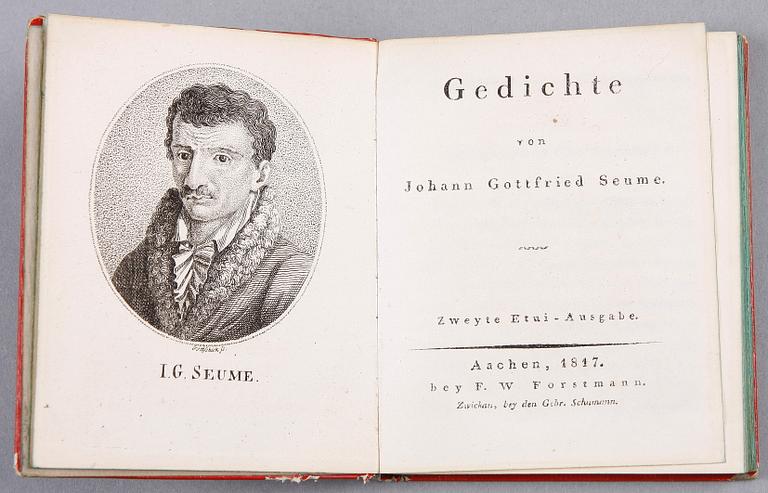 I.G. SEUME.
Gedichte
von
Johann Gottfried Seume.
Zweyte Etui-Ausgabe.
Aachen, 1817.
bey F. W Forstmann.
Zwickau, bey den Gebr. Schumann.